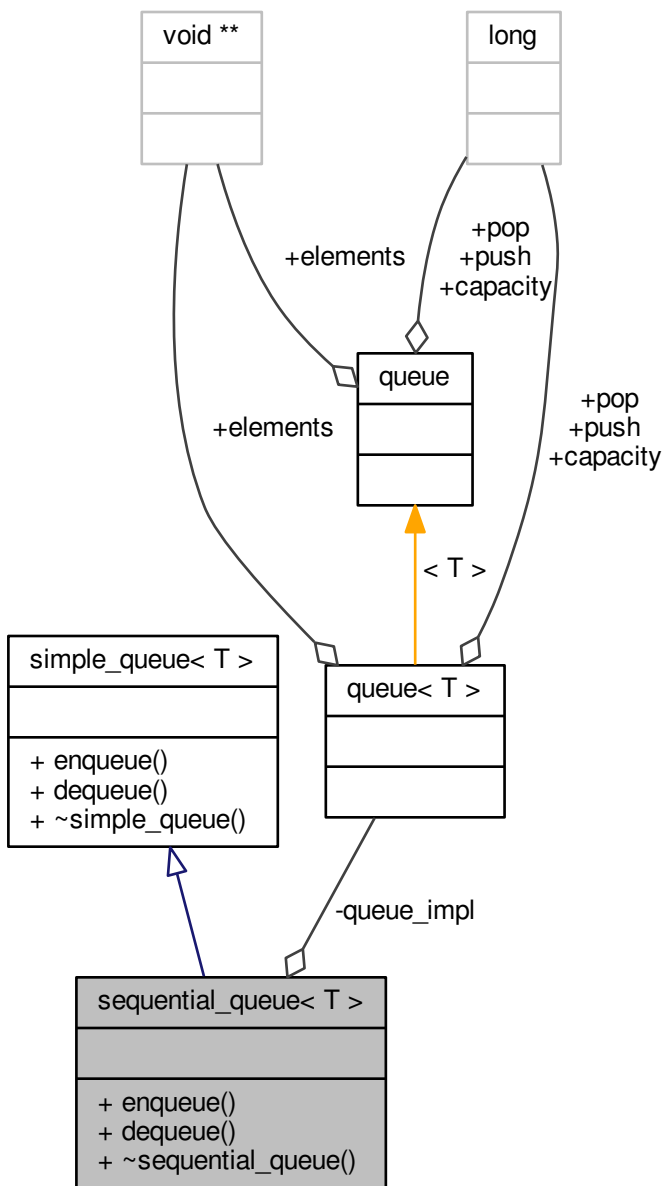 void **
long
+elements
+pop
+push
+capacity
queue
+elements
+pop
+push
+capacity
< T >
simple_queue< T >
+ enqueue()
+ dequeue()
+ ~simple_queue()
queue< T >
-queue_impl
sequential_queue< T >
+ enqueue()
+ dequeue()
+ ~sequential_queue()